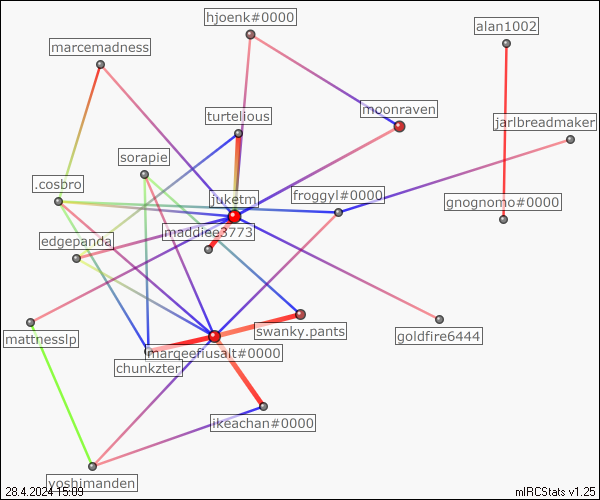 hjoenk#0000
alan1002
marcemadness
turtelious
moonraven
jarlbreadmaker
sorapie
.cosbro
juketm
froggyl#0000
gnognomo#0000
edgepanda
maddiee3773
mattnesslp
swanky.pants
goldfire6444
marqeefiusalt#0000
chunkzter
ikeachan#0000
yoshimanden
28.4.2024 15:09
mIRCStats v1.25